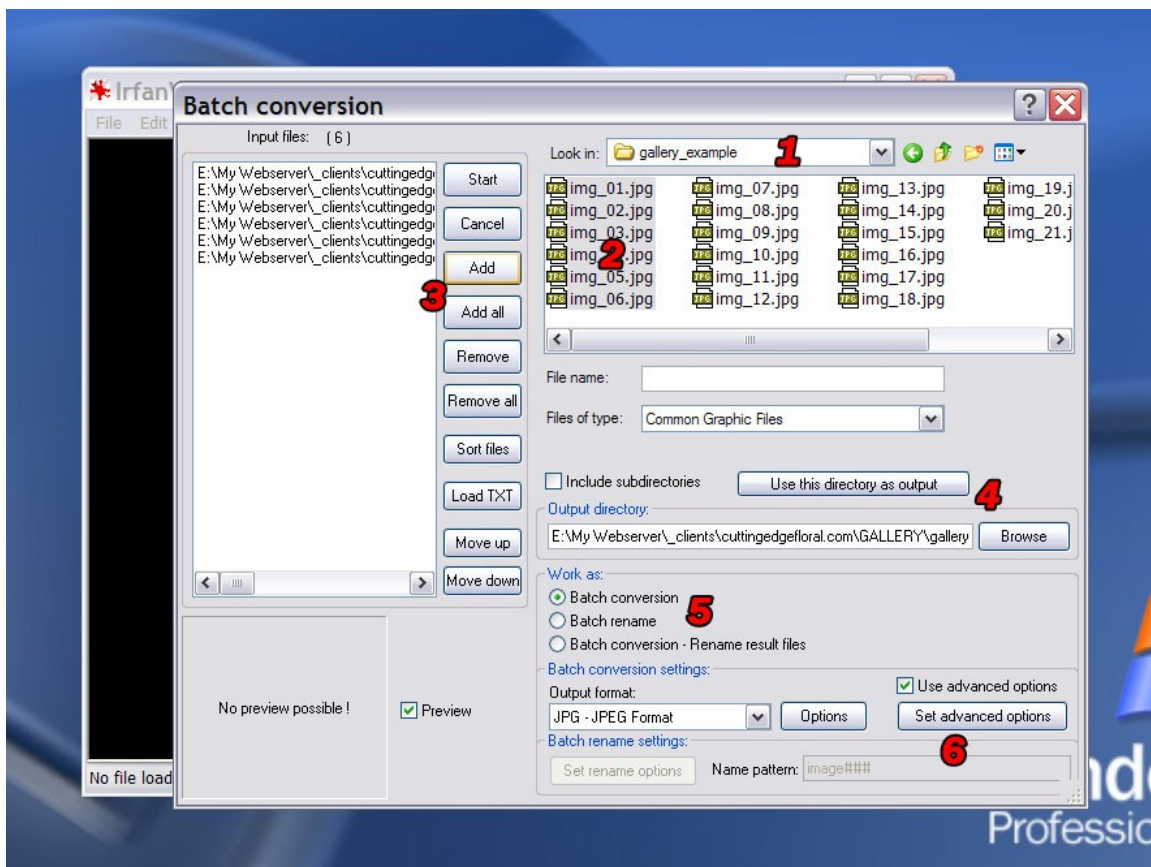 Irfan
File Edit
Batch conversion
Input files: (6)
E:\My Webserver\_clients\cuttingedg
E:\My Webserver\_clients\cuttingedg
E:\My Webserver\_clients\cuttingedg
E:\My Webserver\_clients\cuttingedg
E:\My Webserver\_clients\cuttingedg
E:\My Webserver\_clients\cuttingedg
Start
Cancel
Add
3
Add all
Remove
Remove all
Sort files
Load TXT
Move up
Move down
No preview possible !
Preview
Look in: gallery_example 1
img_01.jpg img_07.jpg img_13.jpg img_19.j
img_02.jpg img_08.jpg img_14.jpg img_20.j
img_03.jpg img_09.jpg img_15.jpg img_21.j
2 .jpg img_10.jpg img_16.jpg
img_05.jpg img_11.jpg img_17.jpg
img_06.jpg img_12.jpg img_18.jpg
File name:
Files of type: Common Graphic Files
Include subdirectories Use this directory as output 4
Output directory:
E:\My Webserver\_clients\cuttingedgefloral.com\GALLERY\gallery Browse
Work as:
Batch conversion
5
Batch rename
Batch conversion - Rename result files
Batch conversion settings:
Use advanced options
Output format:
JPG - JPEG Format Options Set advanced options
6
Batch rename settings:
Set rename options Name pattern: image###
No file load
ndo
Professio